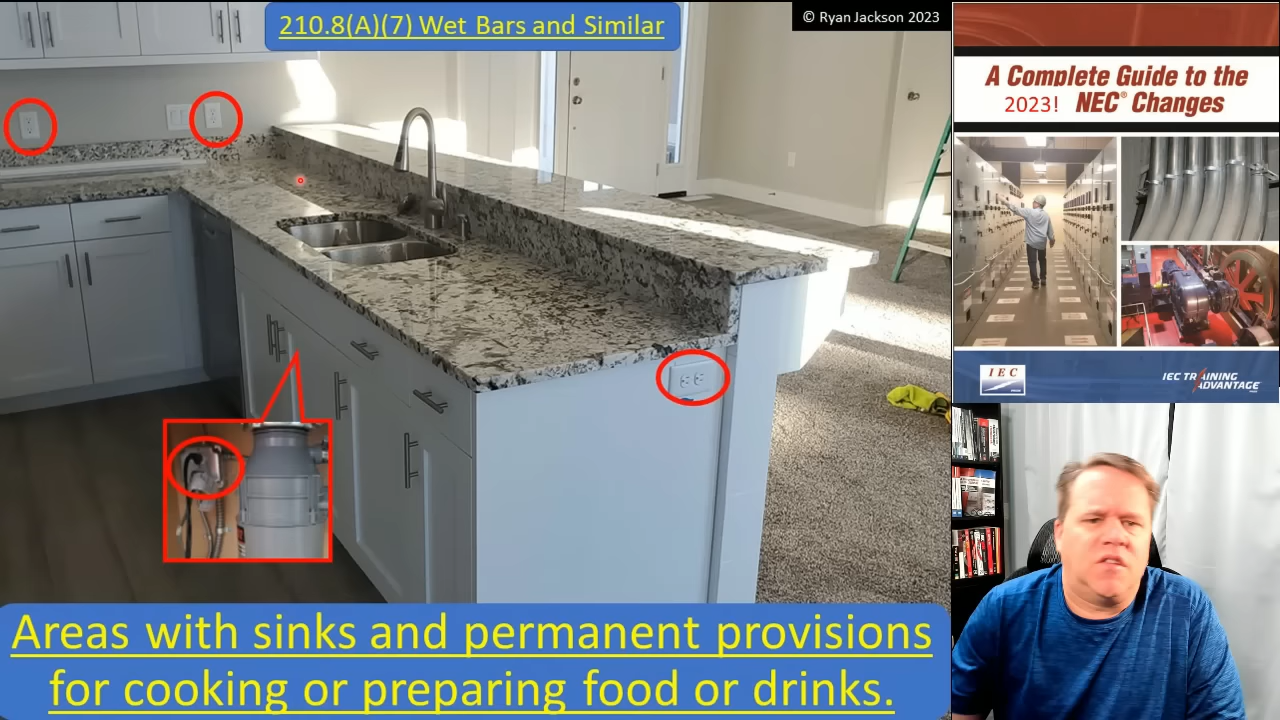 210.8(A)(7) Wet Bars and Similar
© Ryan Jackson 2023
A Complete Guide to the
2023! NEC® Changes
IEC
IEC TRAINING
ADVANTAGE
Areas with sinks and permanent provisions
for cooking or preparing food or drinks.